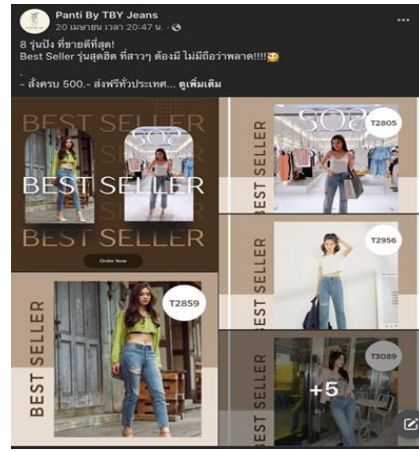 Panti By TBY Jeans
20 เมษายน เวลา 20:47 น. ·
8 รุ่นปัง ที่ขายดีที่สุด!
Best Seller รุ่นสุดฮิต ที่สาวๆ ต้องมี ไม่มีถือว่าพลาด!!!!🥰
.
- สั่งครบ 500.- ส่งฟรีทั่วประเทศ... ดูเพิ่มเติม
BEST SELLER
BEST SELLER
BEST SELLER
Order Now
BEST SELLER
SOS
T2805
BEST SELLER
T2956
BEST SELLER
T2859
BEST SELLER
T3089
+5